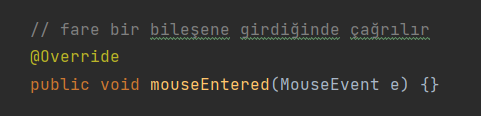 // fare bir bileşene girdiğinde çağrılır
@Override
public void mouseEntered(MouseEvent e) {}